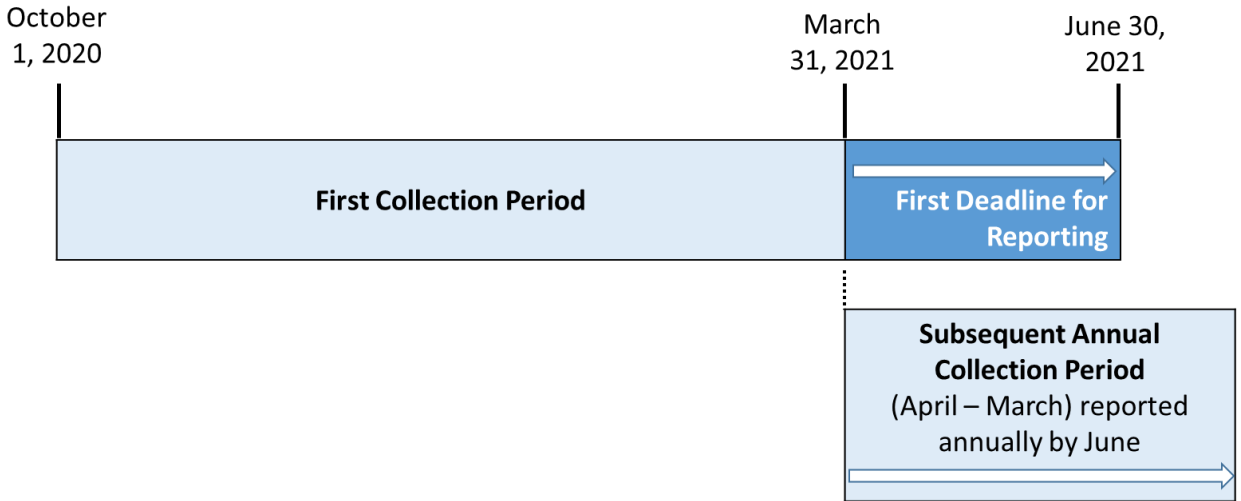 October
1, 2020
March
31, 2021
June 30,
2021
First Collection Period
First Deadline for
Reporting
Subsequent Annual
Collection Period
(April – March) reported
annually by June